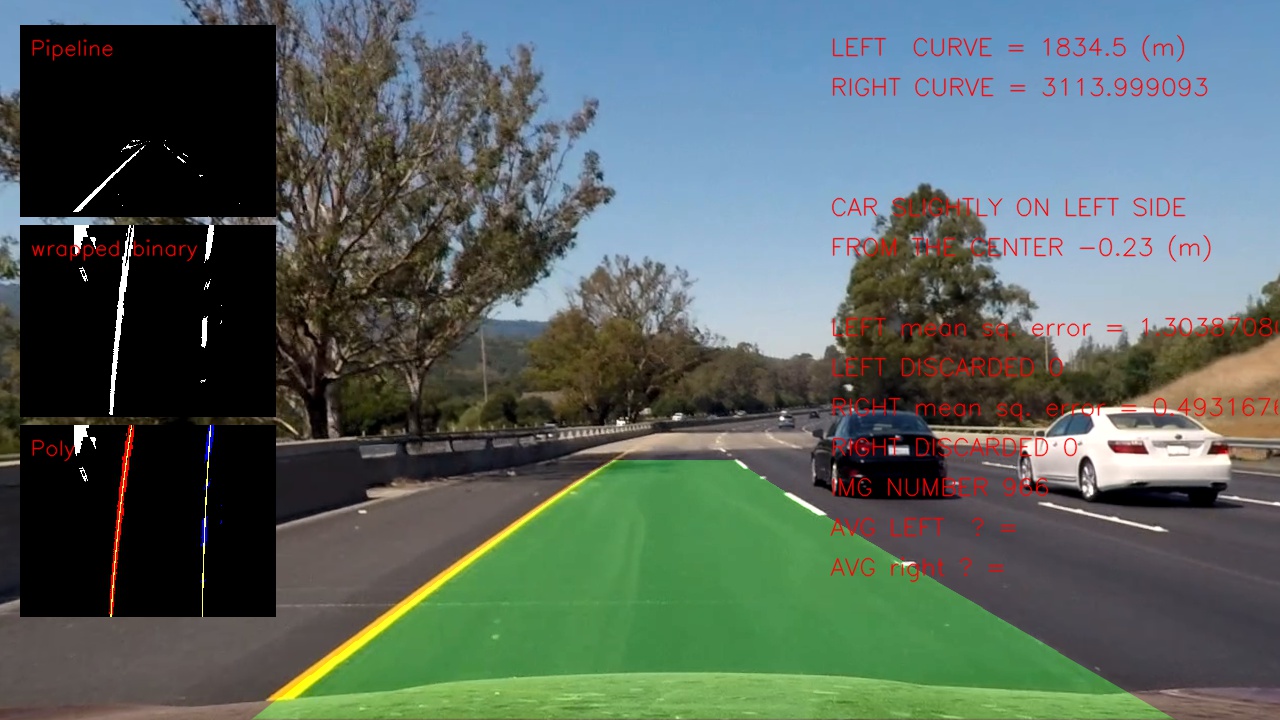 Pipeline
wrapped binary
Poly
LEFT CURVE = 1834.5 (m)
RIGHT CURVE = 3113.999093
CAR SLIGHTLY ON LEFT SIDE
FROM THE CENTER -0.23 (m)
LEFT mean sq. error = 1.3038708
LEFT DISCARDED 0
RIGHT mean sq. error = 0.493167
RIGHT DISCARDED 0
IMG NUMBER 966
AVG LEFT ? =
AVG right ? =